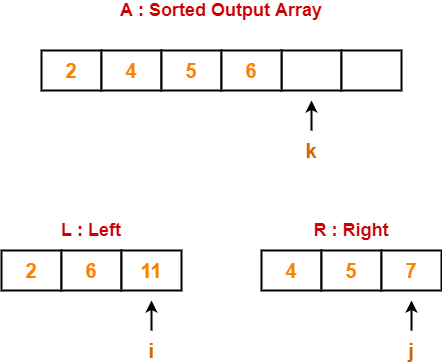 A : Sorted Output Array
2 4 5 6
k
L : Left R : Right
2 6 11 4 5 7
i j